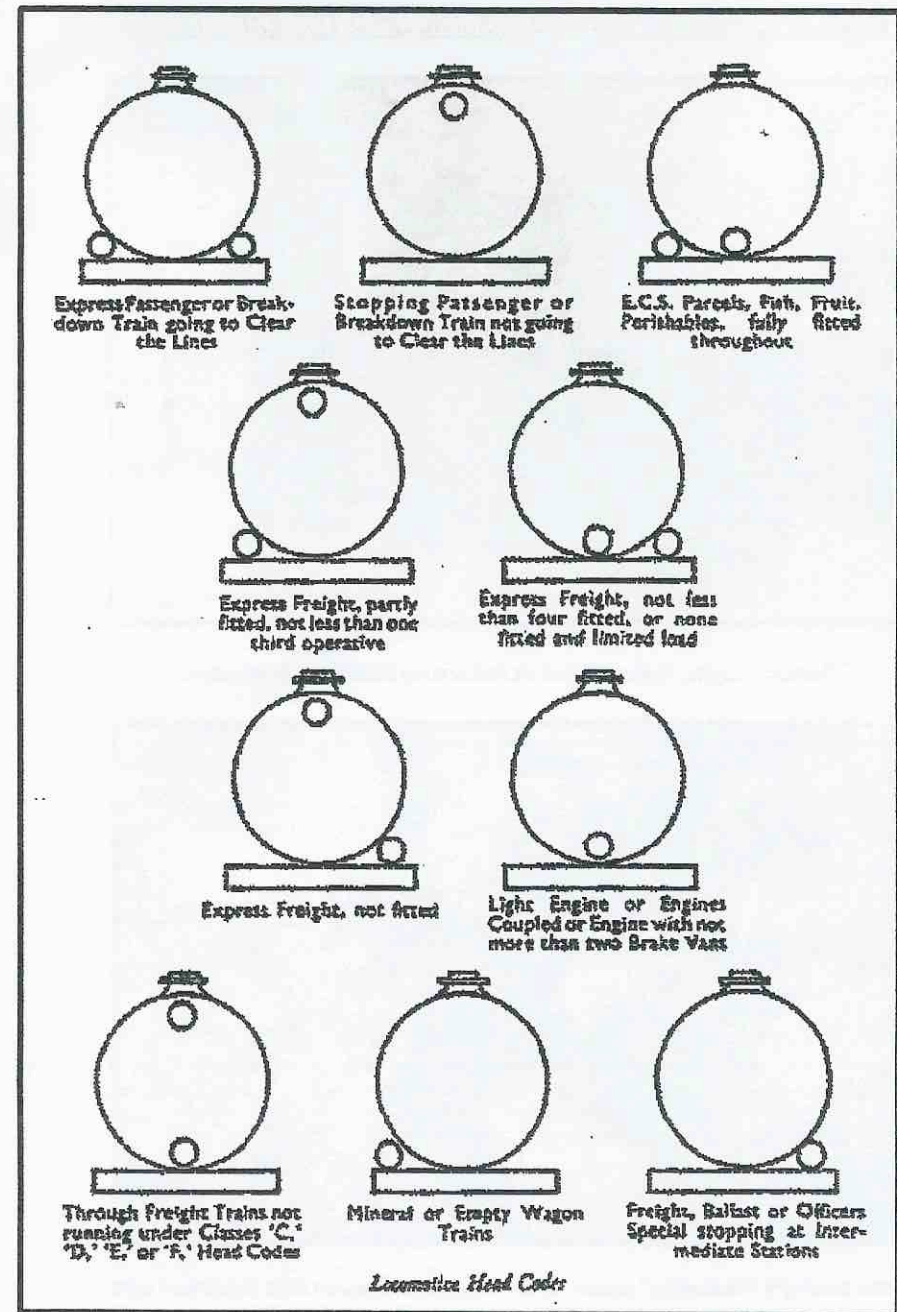 Express Passenger or Break-
down Train going to Clear
the Lines
Stopping Passenger or
Breakdown Train not going
to Clear the Lines
E.C.S. Parcels, Fish, Fruit,
Perishables, fully fitted
throughout
Express Freight, partly
fitted, not less than one
third operative
Express Freight, not less
than four fitted, or none
fitted and limited load
Express Freight, not fitted
Light Engine or Engines
Coupled or Engine with not
more than two Brake Vans
Through Freight Trains not
running under Classes 'C,'
'D,' 'E,' or 'F,' Head Codes
Mineral or Empty Wagon
Trains
Freight, Ballast or Officers
Special stopping at Inter-
mediate Stations
Locomotive Head Codes